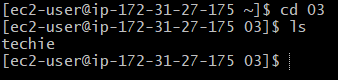 [ec2-user@ip-172-31-27-175 ~]$ cd 03
[ec2-user@ip-172-31-27-175 03]$ ls
techie
[ec2-user@ip-172-31-27-175 03]$